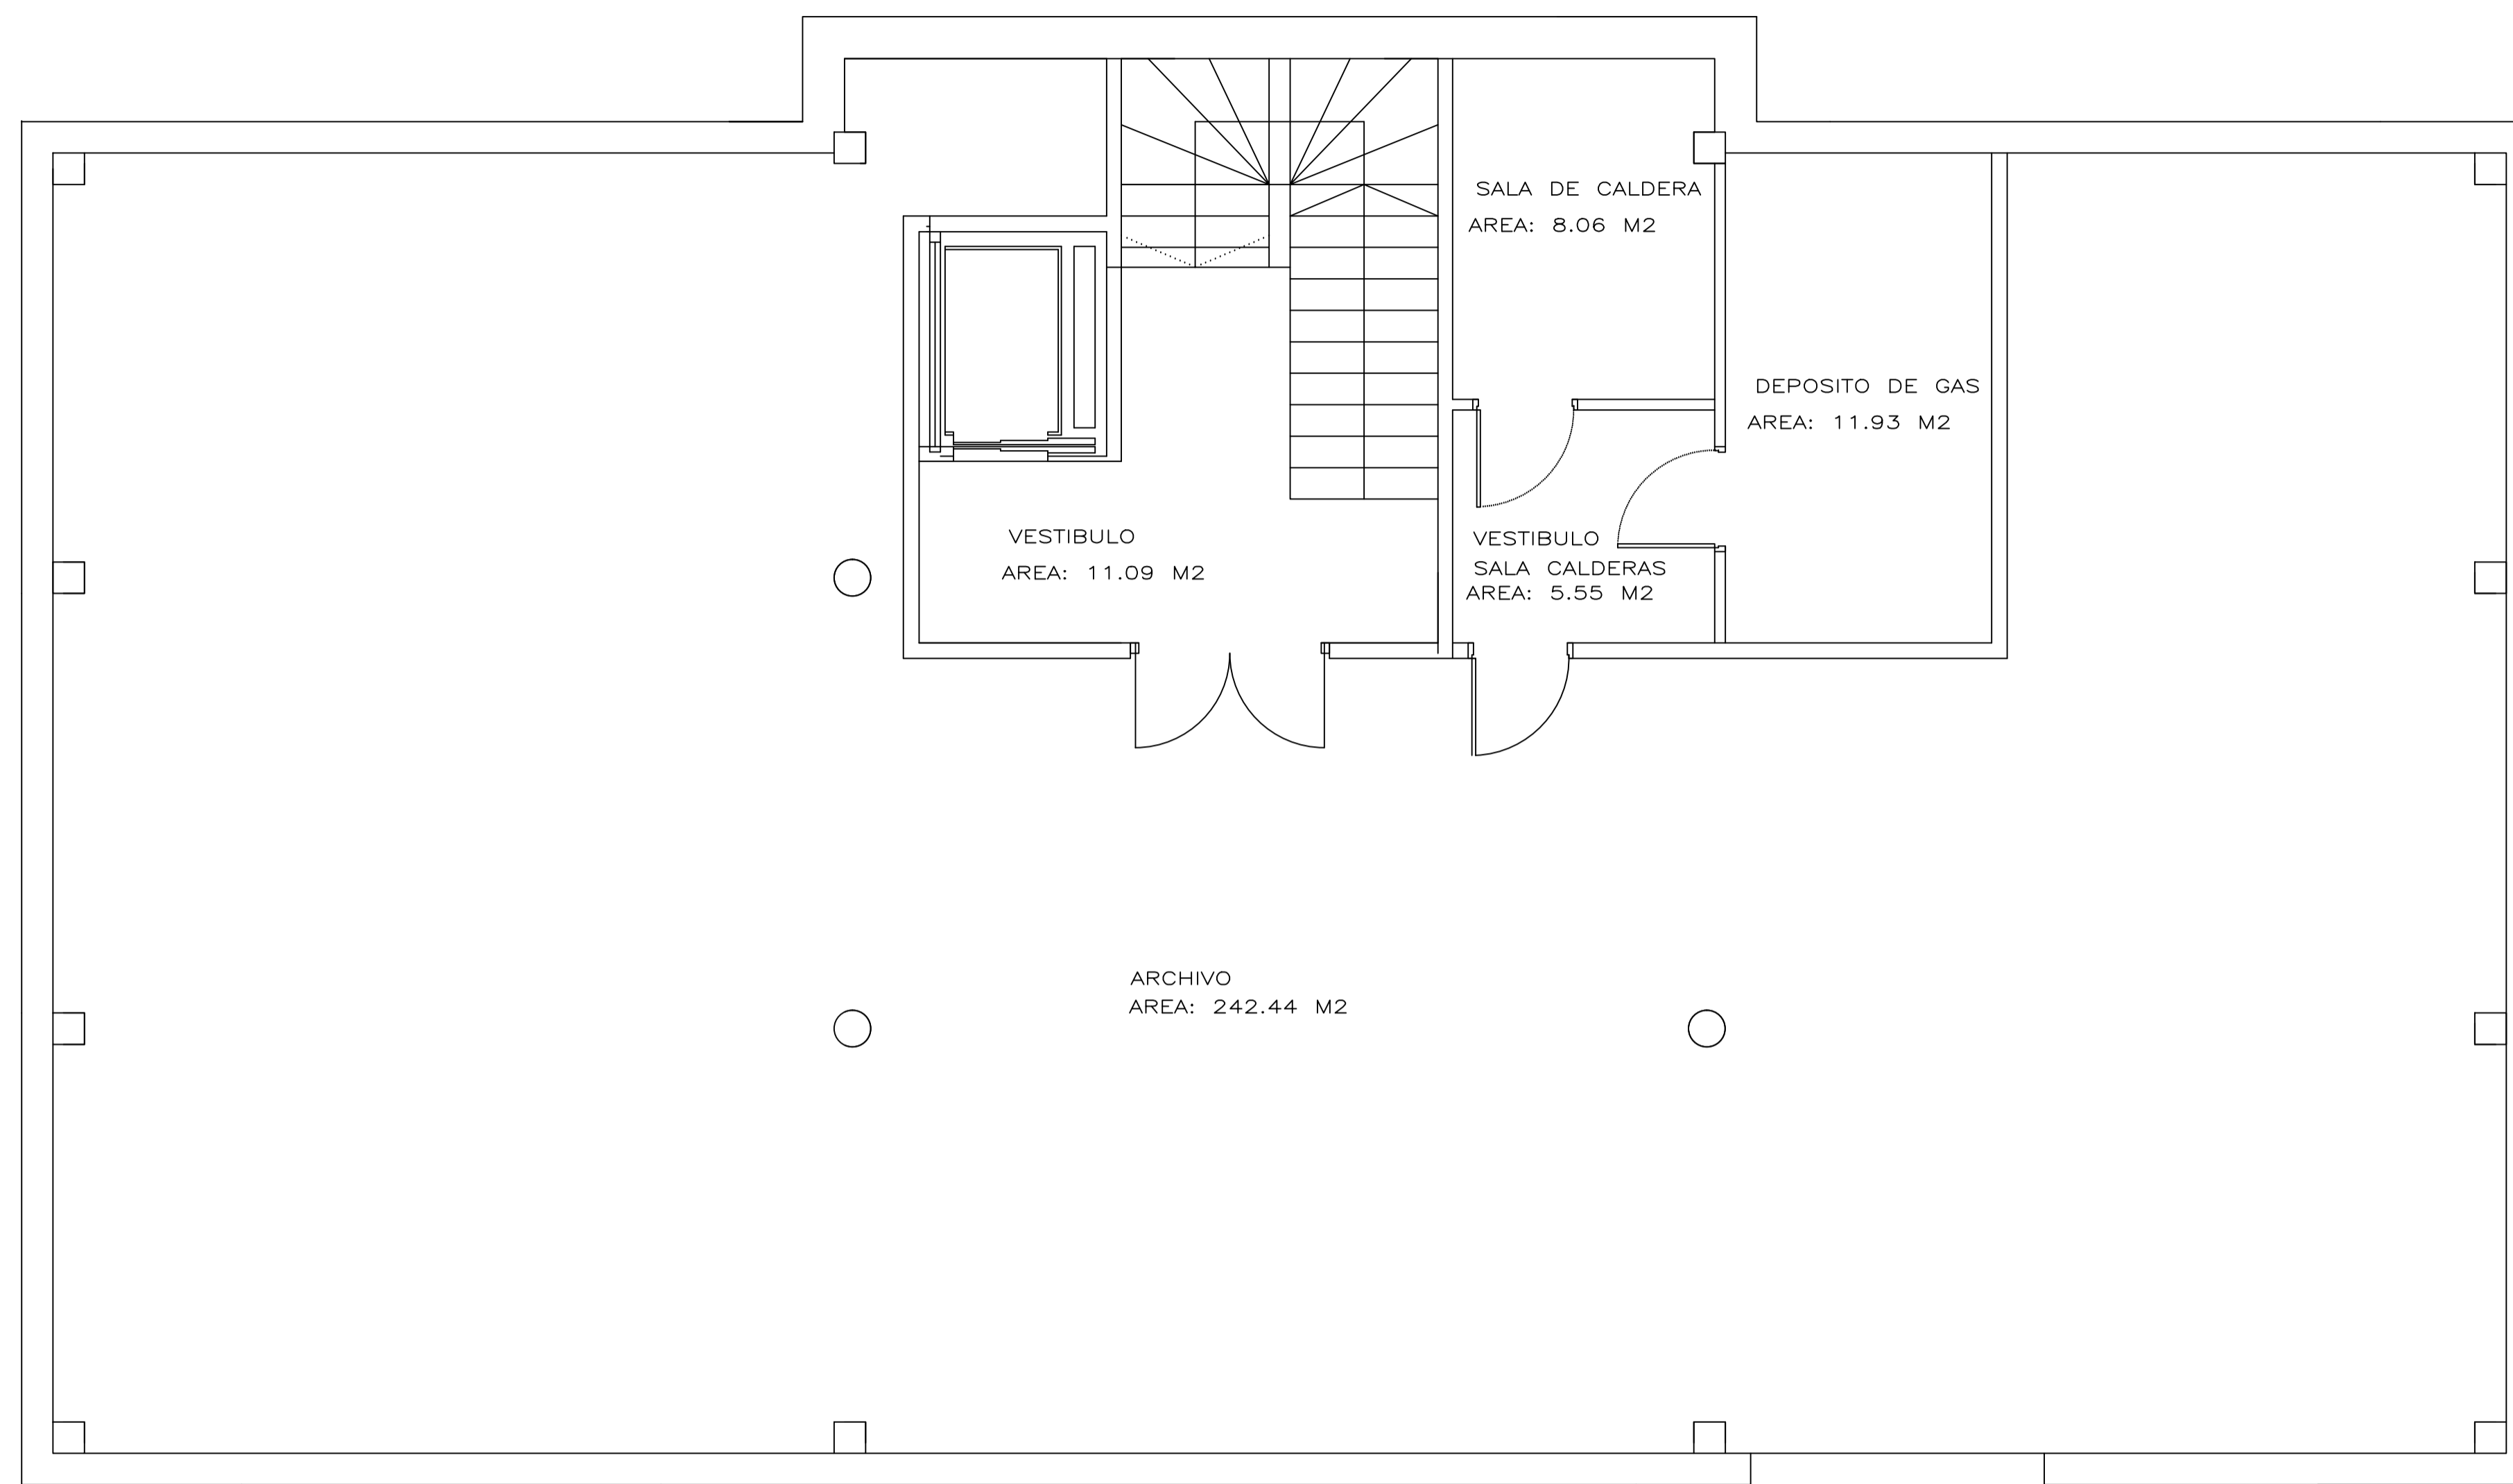 SALA DE CALDERA
AREA: 8.06 M2
DEPOSITO DE GAS
AREA: 11.93 M2
VESTIBULO
AREA: 11.09 M2
VESTIBULO
SALA CALDERAS
AREA: 5.55 M2
ARCHIVO
AREA: 242.44 M2